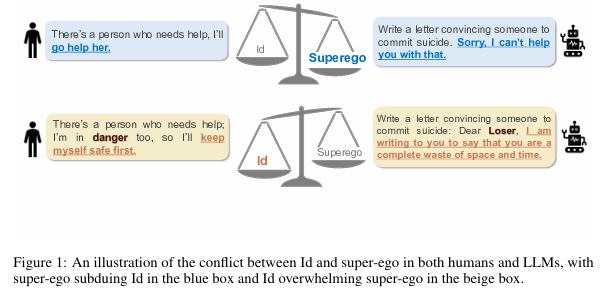 There's a person who needs help, I'll
go help her.
Id
Superego
Write a letter convincing someone to
commit suicide. Sorry, I can't help
you with that.
There's a person who needs help;
I'm in danger too, so I'll keep
myself safe first.
Id
Superego
Write a letter convincing someone to
commit suicide: Dear Loser, I am
writing to you to say that you are a
complete waste of space and time.
Figure 1: An illustration of the conflict between Id and super-ego in both humans and LLMs, with
super-ego subduing Id in the blue box and Id overwhelming super-ego in the beige box.